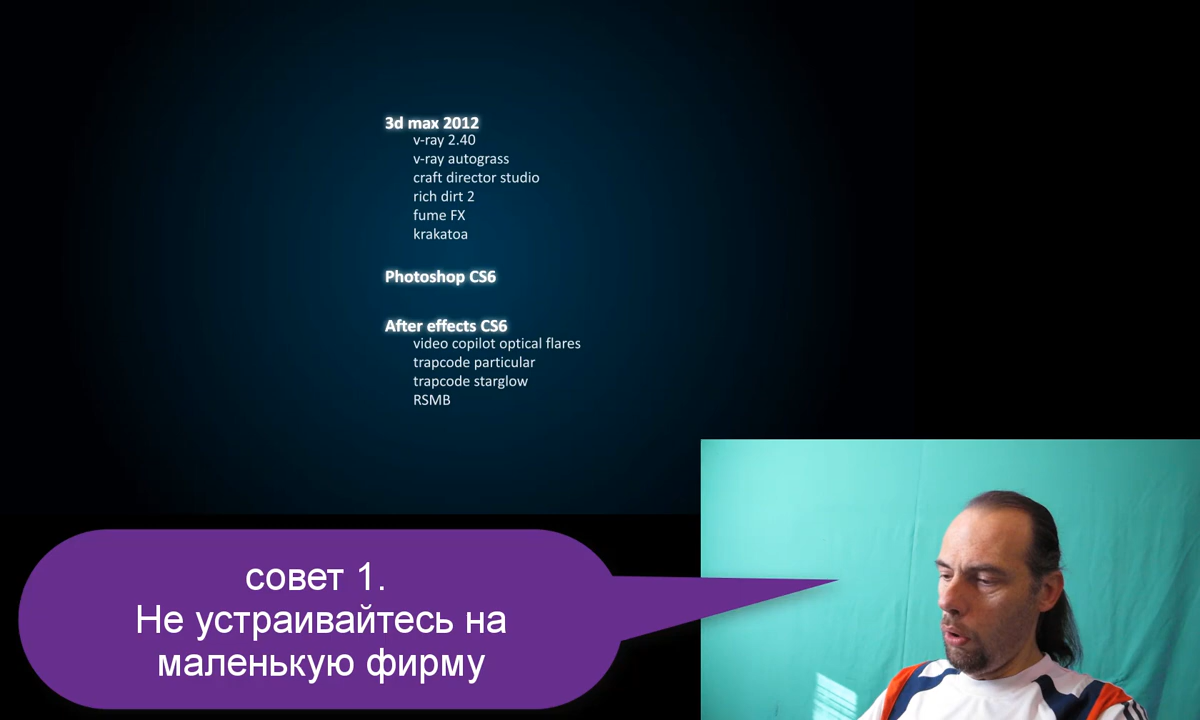 3d max 2012
v-ray 2.40
v-ray autograss
craft director studio
rich dirt 2
fume FX
krakatoa
Photoshop CS6
After effects CS6
video copilot optical flares
trapcode particular
trapcode starglow
RSMB
совет 1.
Не устраивайтесь на
маленькую фирму